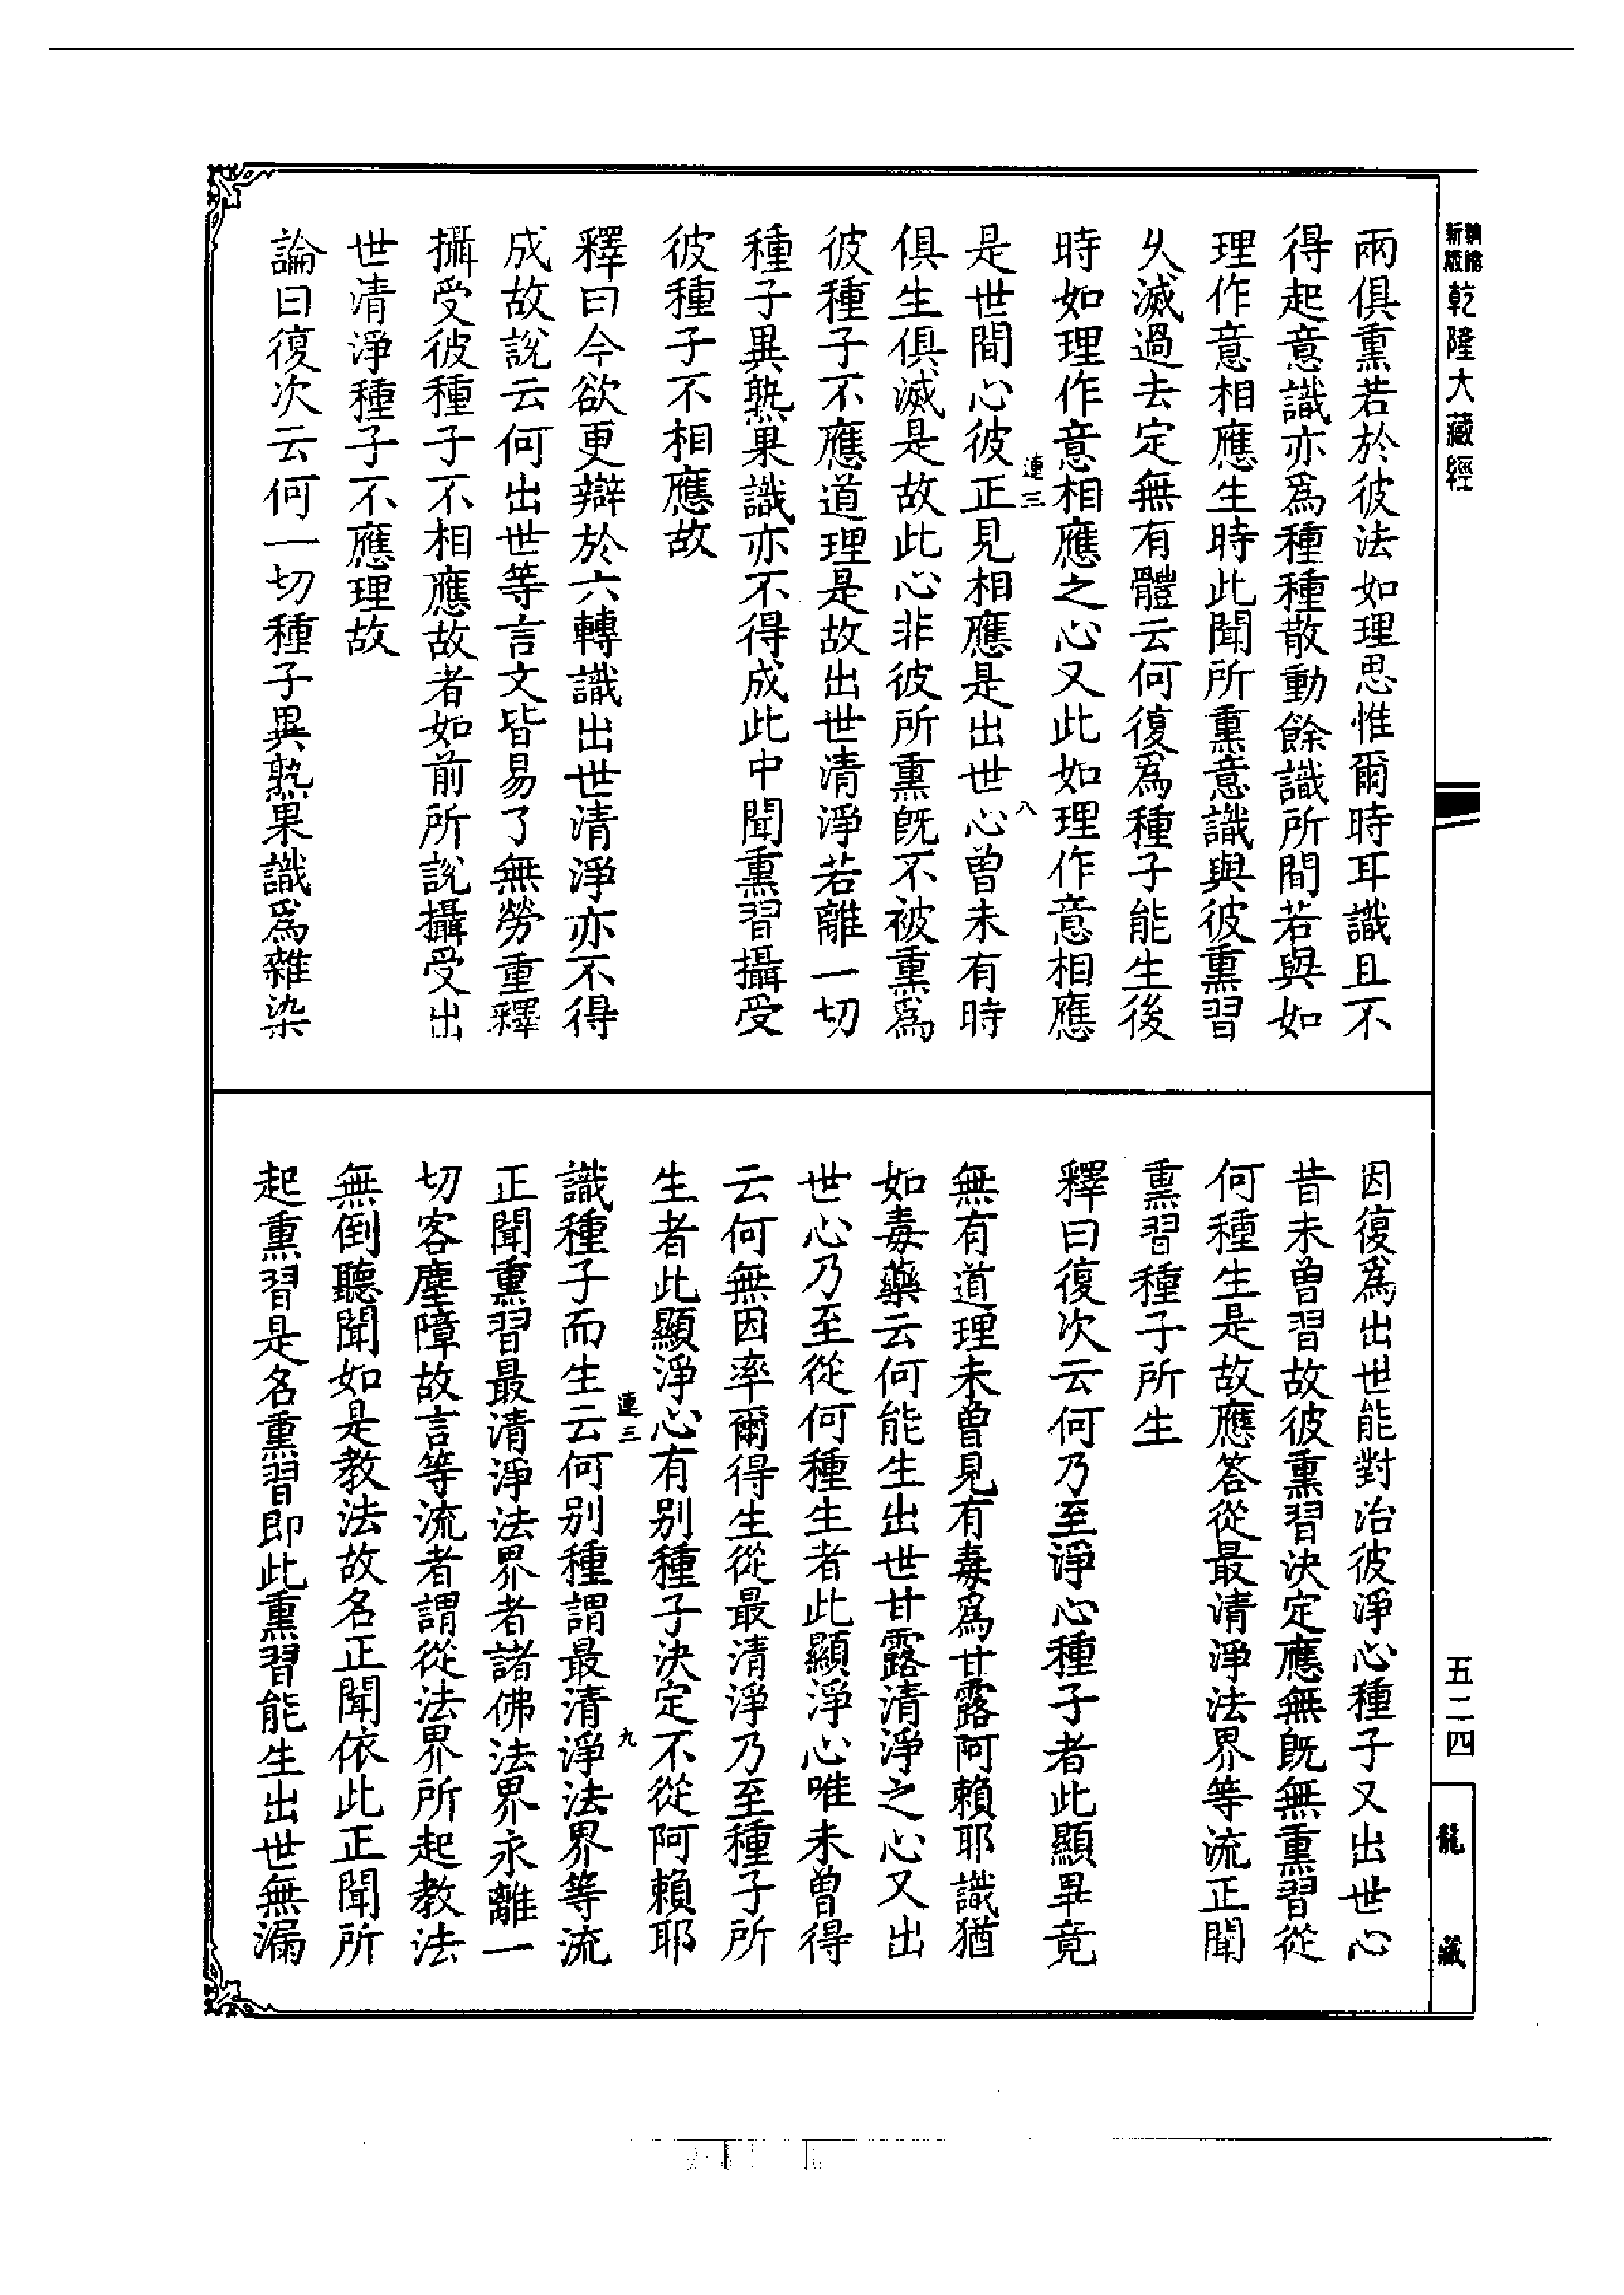 新版
乾隆大藏經
兩俱熏若於彼法如理思惟爾時耳識且不
得起意識亦爲種種散動餘識所間若與如
理作意相應生時此聞所熏意識與彼熏習
久滅過去定無有體云何復爲種子能生後
時如理作意相應之心又此如理作意相應
連三
八
是世間心彼正見相應是出世心曾未有時
俱生俱滅是故此心非彼所熏旣不被熏爲
彼種子不應道理是故出世清淨若離一切
種子異熟果識亦不得成此中聞熏習攝受
彼種子不相應故
釋曰今欲更辯於六轉識出世清淨亦不得
成故說云何出世等言文皆易了無勞重釋
攝受彼種子不相應故者如前所說攝受出
世清淨種子不應理故
論曰復次云何一切種子異熟果識爲雜染
因復爲出世能對治彼淨心種子又出世心
昔未曾習故彼熏習決定應無旣無熏習從
何種生是故應答從最清淨法界等流正聞
熏習種子所生
釋曰復次云何乃至淨心種子者此顯畢竟
無有道理未曾見有毒爲甘露阿賴耶識猶
如毒藥云何能生出世甘露清淨之心又出
世心乃至從何種生者此顯淨心唯未曾得
云何無因率爾得生從最清淨乃至種子所
生者此顯淨心有別種子決定不從阿賴耶
連三
九
識種子而生云何別種謂最清淨法界等流
正聞熏習最清淨法界者諸佛法界永離一
切客塵障故言等流者謂從法界所起教法
無倒聽聞如是教法故名正聞依此正聞所
起熏習是名熏習即此熏習能生出世無漏
五二四
龍藏